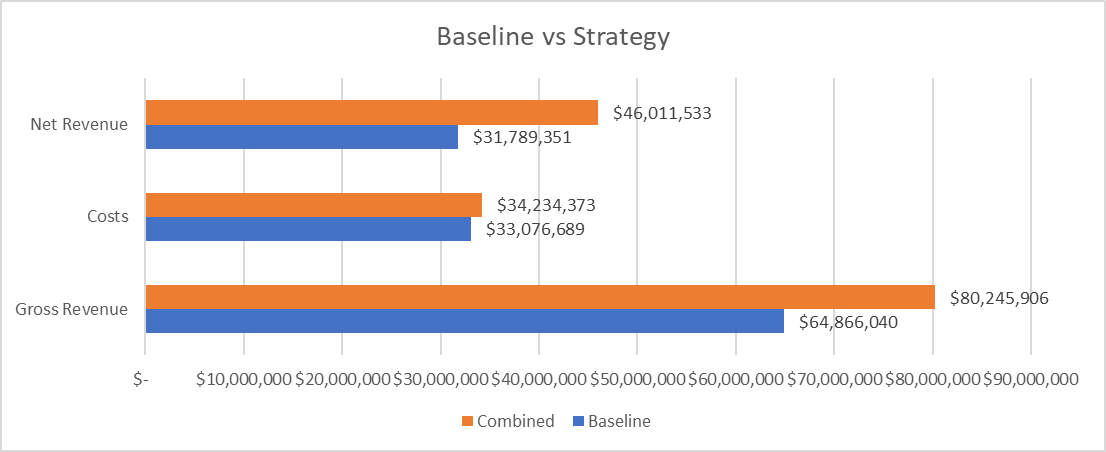 Baseline vs Strategy
Net Revenue
$46,011,533
$31,789,351
Costs
$34,234,373
$33,076,689
Gross Revenue
$80,245,906
$64,866,040
$- $10,000,000 $20,000,000 $30,000,000 $40,000,000 $50,000,000 $60,000,000 $70,000,000 $80,000,000 $90,000,000
Combined Baseline